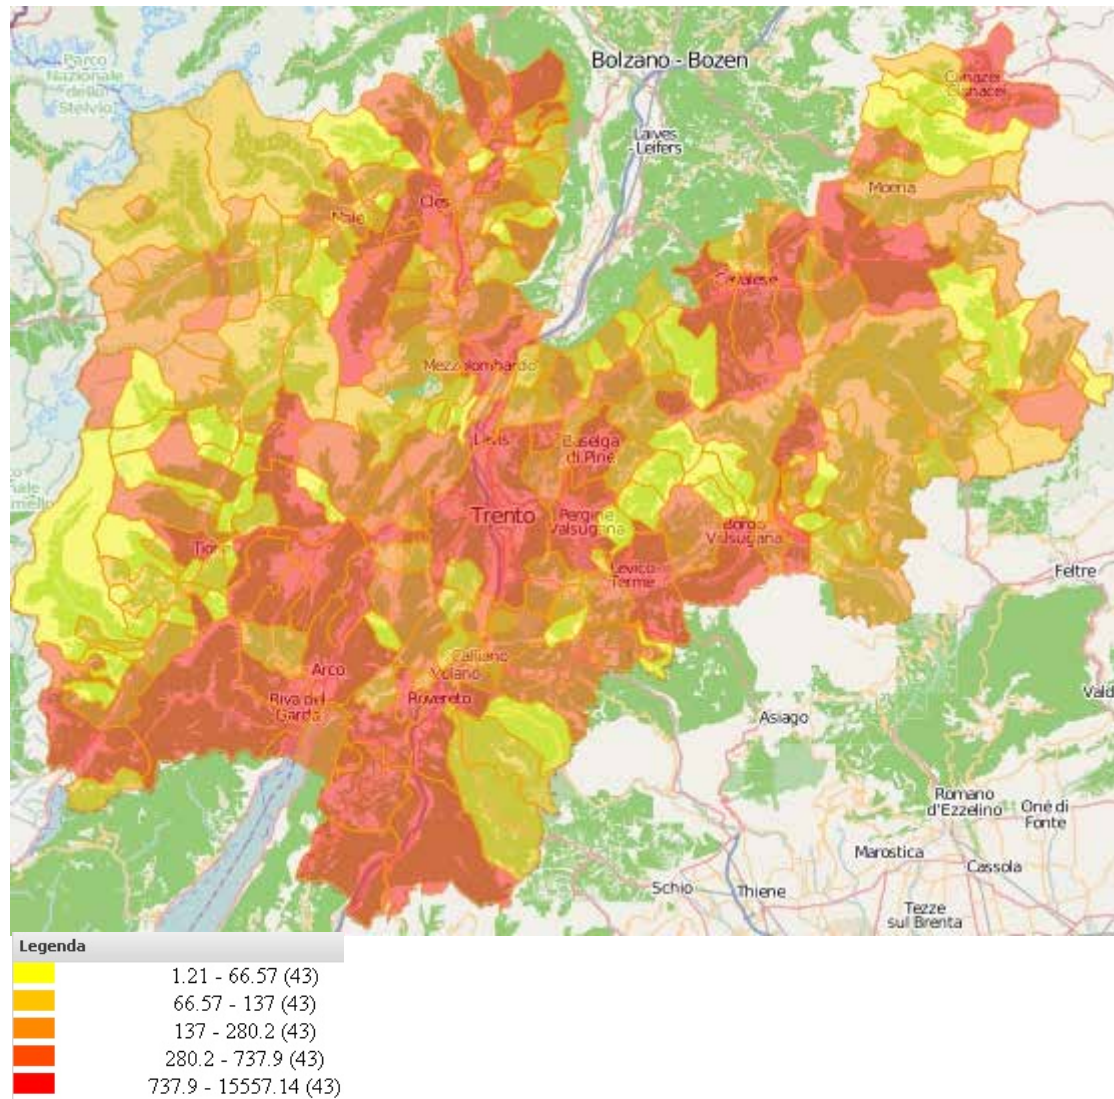 Parco
Nazionale
dello
Stelvio
Bolzano - Bozen
Laives
- Leifers
Canazei
Moena
Malè
Cles
Cavalese
Mezzolombardo
Lavis
Baselga
di Pinè
Trento
Pergine
Valsugana
Borgo
Valsugana
Levico
Terme
Tione
Feltre
Calliano
Volano
Arco
Riva del
Garda
Rovereto
Asiago
Vald
Romano
d'Ezzelino
Onè di
Fonte
Marostica
Cassola
Schio
Thiene
Tezze
sul Brenta
Legenda
1.21 - 66.57 (43)
66.57 - 137 (43)
137 - 280.2 (43)
280.2 - 737.9 (43)
737.9 - 15557.14 (43)